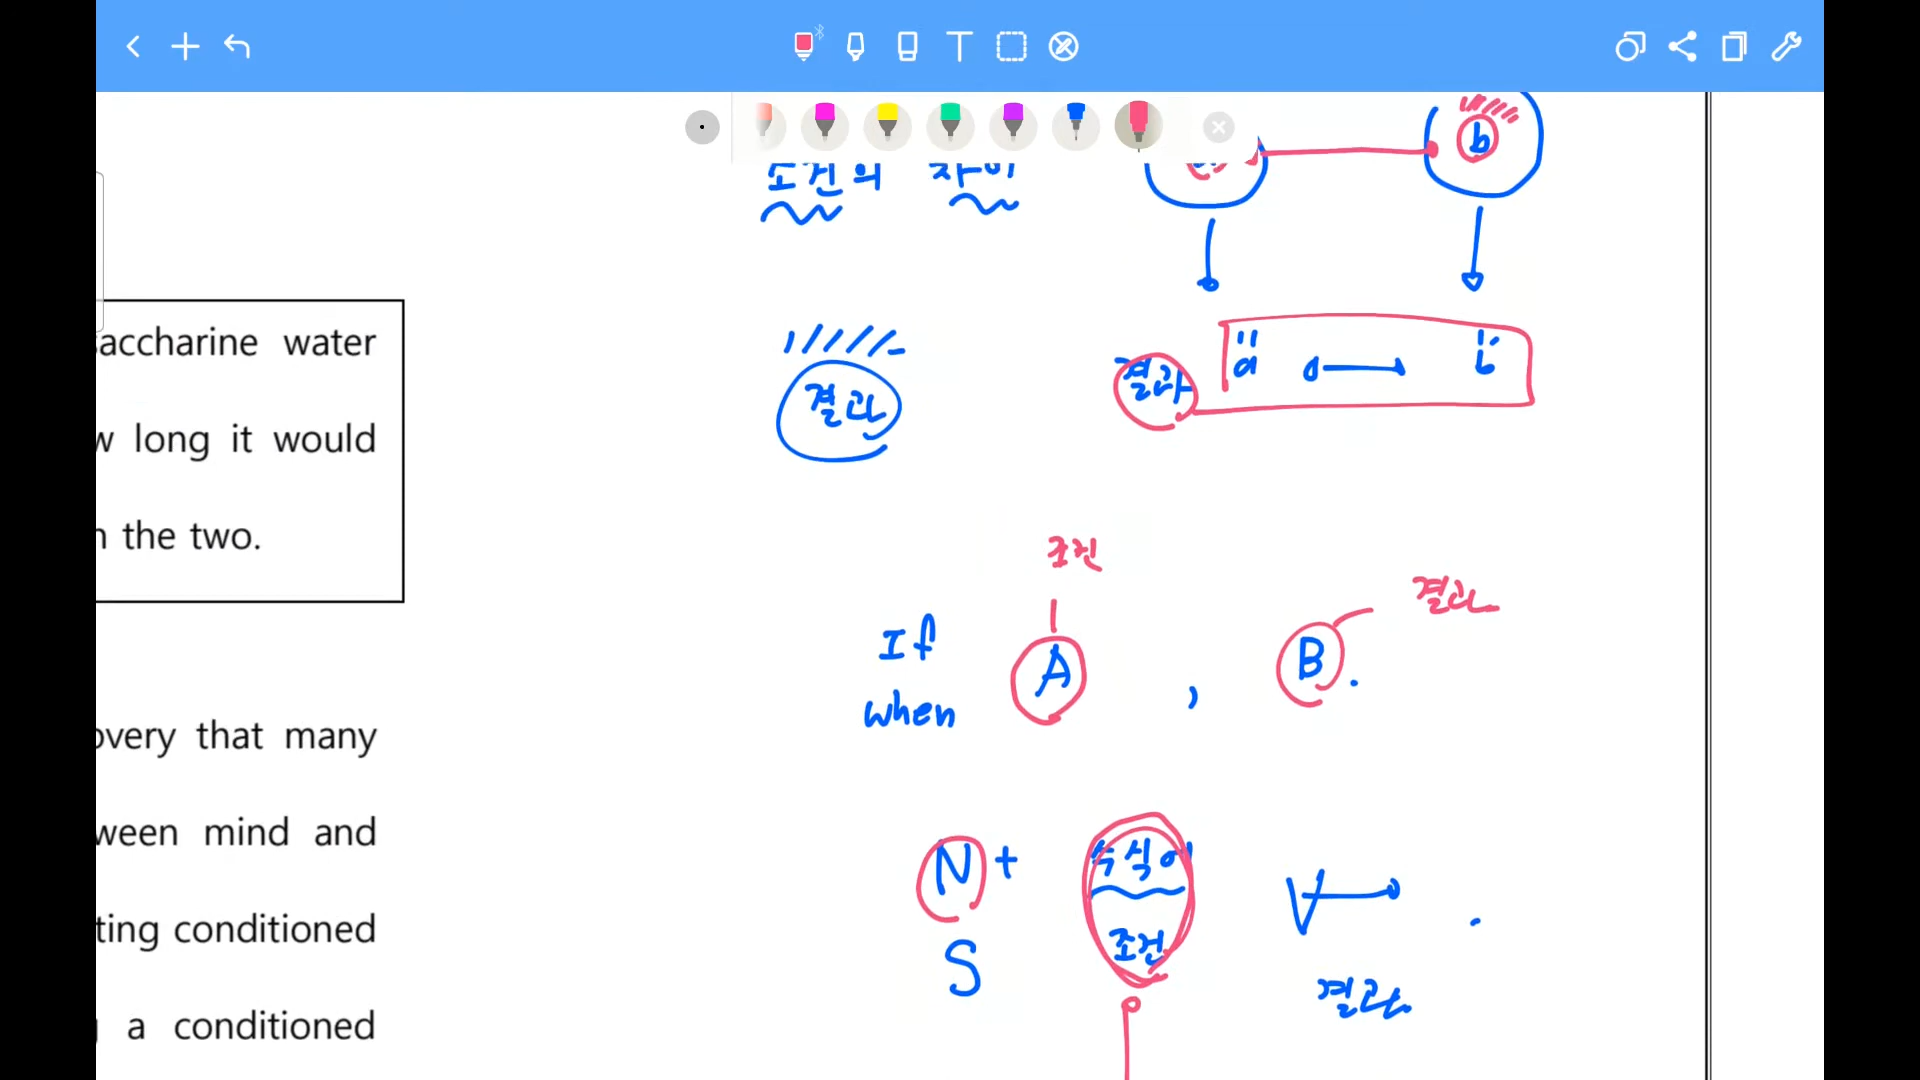 b
조건의 차이
accharine water
결과
결과 a b
long it would
the two.
조건
결과
If A , B .
when
overy that many
N + 수식어 V .
ween mind and
S 조건
ting conditioned
결과
a conditioned